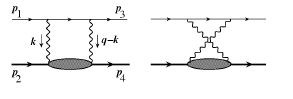 p₁ p₃
k q−k
p₂ p₄